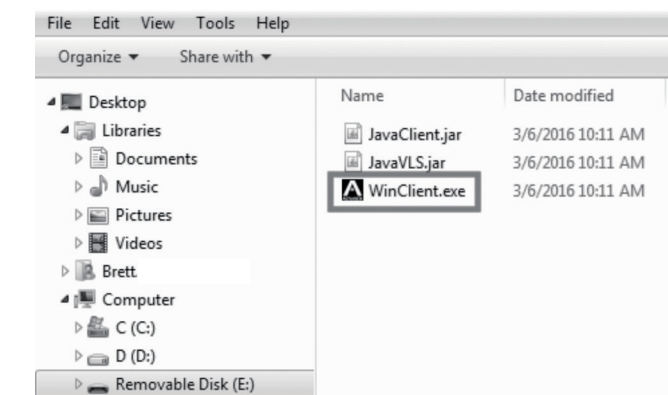 File Edit View Tools Help
Organize Share with
Desktop
Libraries
Documents
Music
Pictures
Videos
Brett
Computer
C (C:)
D (D:)
Removable Disk (E:)
Name Date modified
JavaClient.jar 3/6/2016 10:11 AM
JavaVLS.jar 3/6/2016 10:11 AM
WinClient.exe 3/6/2016 10:11 AM